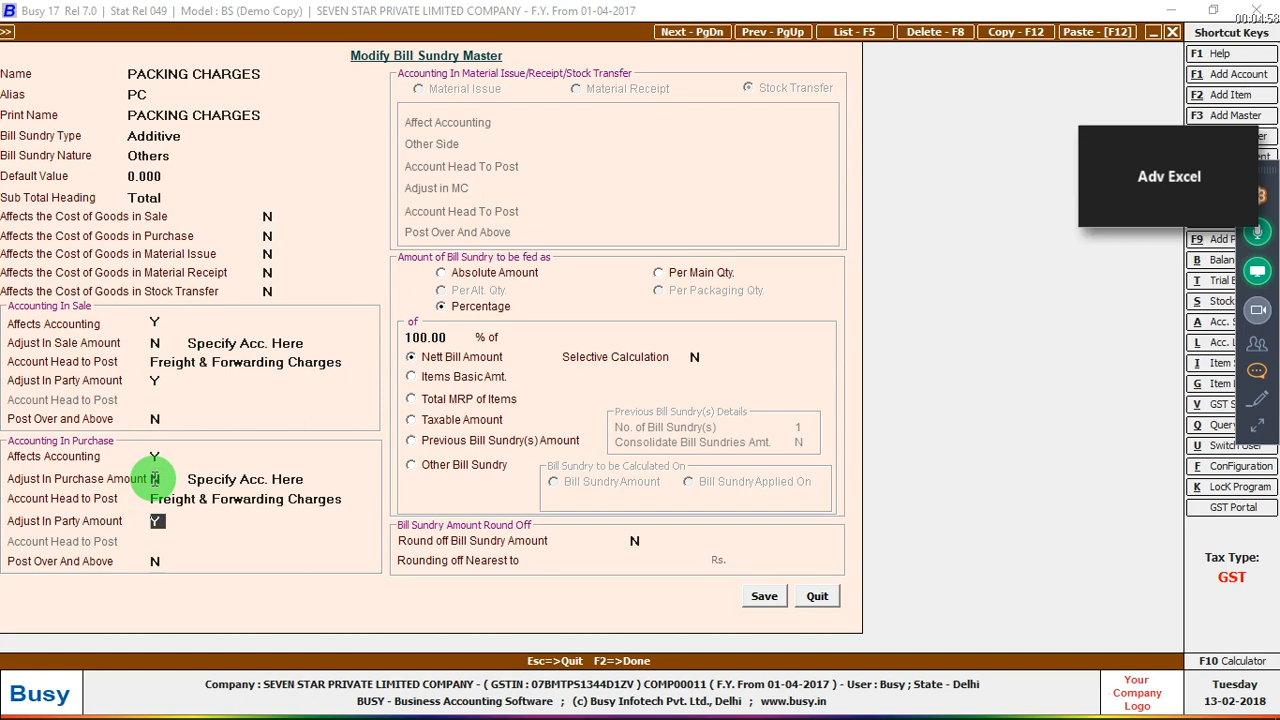 Busy 17 Rel 7.0 | Stat Rel 049 | Model : BS (Demo Copy) | SEVEN STAR PRIVATE LIMITED COMPANY - F.Y. From 01-04-2017
00:04:58
>> Next - PgDn Prev - PgUp List - F5 Delete - F8 Copy - F12 Paste - [F12]
Shortcut Keys
Modify Bill Sundry Master
Name PACKING CHARGES
Alias PC
Print Name PACKING CHARGES
Bill Sundry Type Additive
Bill Sundry Nature Others
Default Value 0.000
Sub Total Heading Total
Affects the Cost of Goods in Sale N
Affects the Cost of Goods in Purchase N
Affects the Cost of Goods in Material Issue N
Affects the Cost of Goods in Material Receipt N
Affects the Cost of Goods in Stock Transfer N
Accounting In Sale
Affects Accounting Y
Adjust In Sale Amount N Specify Acc. Here
Account Head to Post Freight & Forwarding Charges
Adjust In Party Amount Y
Account Head to Post
Post Over and Above N
Accounting In Purchase
Affects Accounting Y
Adjust In Purchase Amount N Specify Acc. Here
Account Head to Post Freight & Forwarding Charges
Adjust In Party Amount Y
Account Head to Post
Post Over And Above N
Accounting In Material Issue/Receipt/Stock Transfer
Material Issue Material Receipt Stock Transfer
Affect Accounting
Other Side
Account Head To Post
Adjust in MC
Account Head To Post
Post Over And Above
Amount of Bill Sundry to be fed as
Absolute Amount Per Main Qty.
Per Alt. Qty. Per Packaging Qty.
Percentage
of
100.00 % of
Nett Bill Amount Selective Calculation N
Items Basic Amt.
Total MRP of Items
Taxable Amount
Previous Bill Sundry(s) Amount
Other Bill Sundry
Previous Bill Sundry(s) Details
No. of Bill Sundry(s) 1
Consolidate Bill Sundries Amt. N
Bill Sundry to be Calculated On
Bill Sundry Amount Bill Sundry Applied On
Bill Sundry Amount Round Off
Round off Bill Sundry Amount N
Rounding off Nearest to Rs.
Save Quit
F1 Help
F1 Add Account
F2 Add Item
F3 Add Master
Adv Excel
F9 Add
B Balan
T Trial
S Stock
A Acc. S
L Acc. L
I Item
G Item
V GST
Q Query
U Switch
F Configuration
K Lock Program
GST Portal
Tax Type:
GST
Esc=>Quit F2=>Done
F10 Calculator
Busy
Company : SEVEN STAR PRIVATE LIMITED COMPANY - ( GSTIN : 07BMTPS1344D1ZV ) COMP00011 ( F.Y. From 01-04-2017 ) - User : Busy ; State - Delhi
BUSY - Business Accounting Software ; (c) Busy Infotech Pvt. Ltd., Delhi ; www.busy.in
Your
Company
Logo
Tuesday
13-02-2018